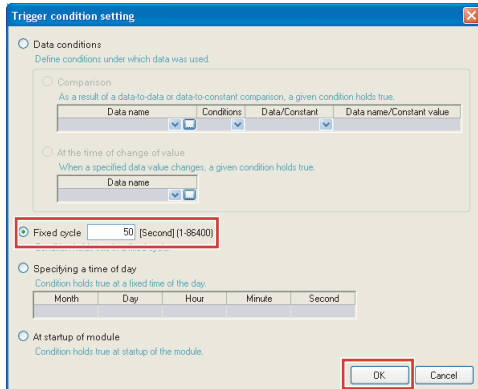 Trigger condition setting
Data conditions
Define conditions under which data was used.
Comparison
As a result of a data-to-data or data-to-constant comparison, a given condition holds true.
Data name Conditions Data/Constant Data name/Constant value
At the time of change of value
When a specified data value changes, a given condition holds true.
Data name
Fixed cycle 50 [Second] (1-86400)
Specifying a time of day
Condition holds true at a fixed time of the day.
Month Day Hour Minute Second
At startup of module
Condition holds true at startup of the module.
OK Cancel